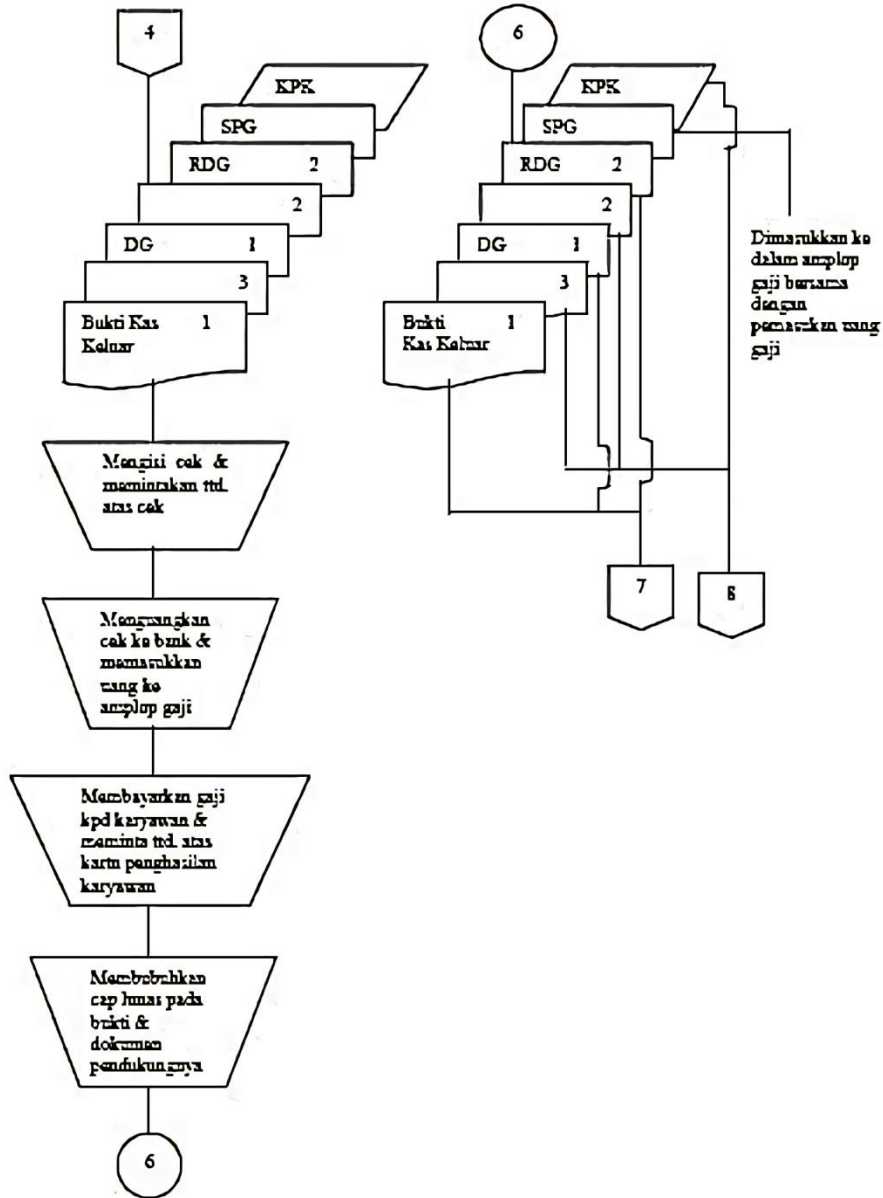 4
KPK
SPG
RDG 2
2
DG 1
3
Bukti Kas 1
Keluar
Mengisi cek &
memintakan ttd.
atas cek
Menguangkan
cek ke bank &
memasukkan
uang ke
amplop gaji
Membayarkan gaji
kpd karyawan &
meminta ttd. atas
kartu penghasilan
karyawan
Membubuhkan
cap lunas pada
bukti &
dokumen
pendukungnya
6
6
KPK
SPG
RDG 2
2
DG 1
3
Bukti 1
Kas Keluar
Dimasukkan ke
dalam amplop
gaji bersama
dengan
pemasukan uang
gaji
7
8